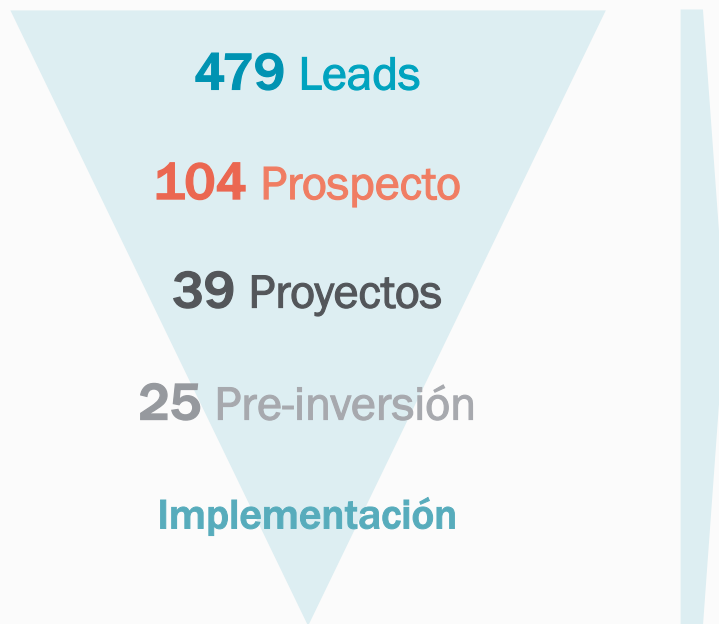 479 Leads
104 Prospecto
39 Proyectos
25 Pre-inversión
Implementación